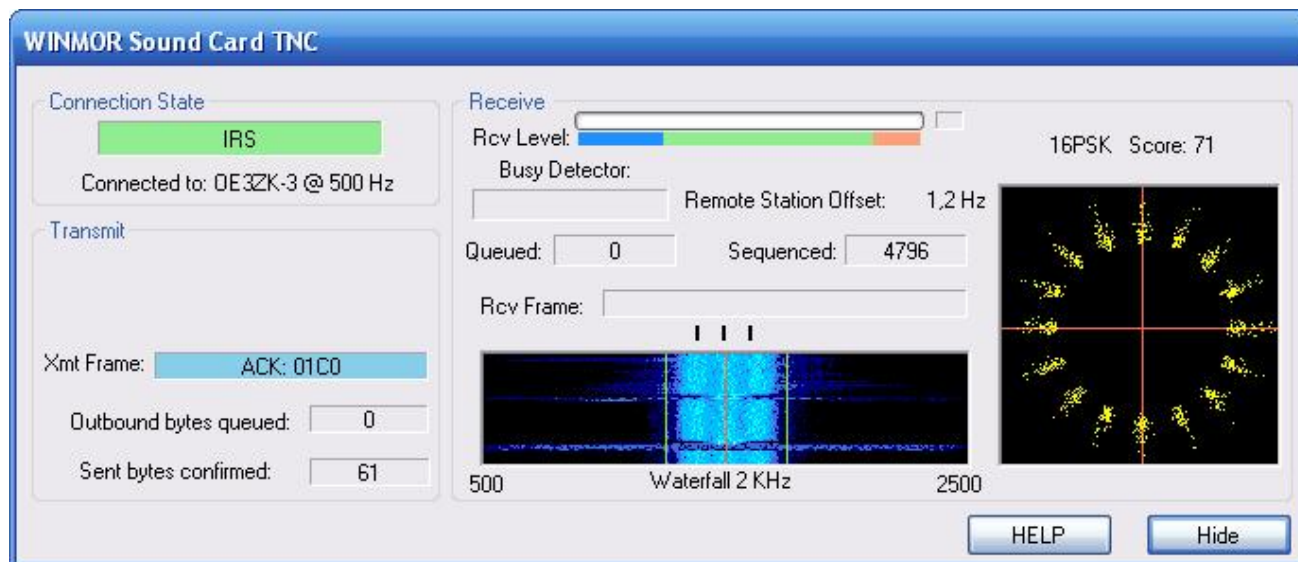 WINMOR Sound Card TNC
Connection State
IRS
Connected to: OE3ZK-3 @ 500 Hz
Transmit
Xmt Frame: ACK: 01C0
Outbound bytes queued: 0
Sent bytes confirmed: 61
Receive
Rcv Level:
Busy Detector:
Remote Station Offset: 1,2 Hz
Queued: 0 Sequenced: 4796
Rcv Frame:
500 Waterfall 2 KHz 2500
16PSK Score: 71
HELP Hide